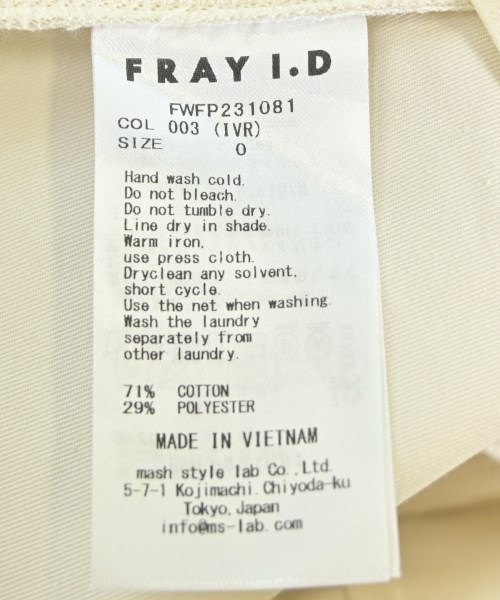 FRAY I.D
FWFP231081
COL 003 (IVR)
SIZE 0
Hand wash cold.
Do not bleach.
Do not tumble dry.
Line dry in shade.
Warm iron,
use press cloth.
Dryclean any solvent,
short cycle.
Use the net when washing.
Wash the laundry
separately from
other laundry.
71% COTTON
29% POLYESTER
MADE IN VIETNAM
mash style lab Co.,Ltd.
5-7-1 Kojimachi.Chiyoda-ku
Tokyo,Japan
info@ms-lab.com